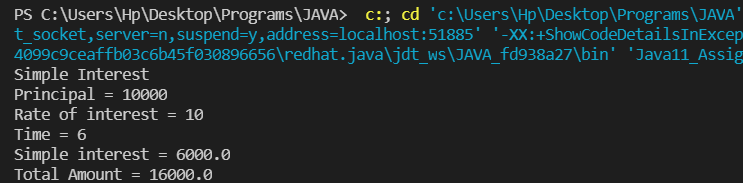 PS C:\Users\Hp\Desktop\Programs\JAVA>  c:; cd 'c:\Users\Hp\Desktop\Programs\JAVA'
t_socket,server=n,suspend=y,address=localhost:51885' '-XX:+ShowCodeDetailsInExcep
4099c9ceaffb03c6b45f030896656\redhat.java\jdt_ws\JAVA_fd938a27\bin' 'Java11_Assig
Simple Interest
Principal = 10000
Rate of interest = 10
Time = 6
Simple interest = 6000.0
Total Amount = 16000.0